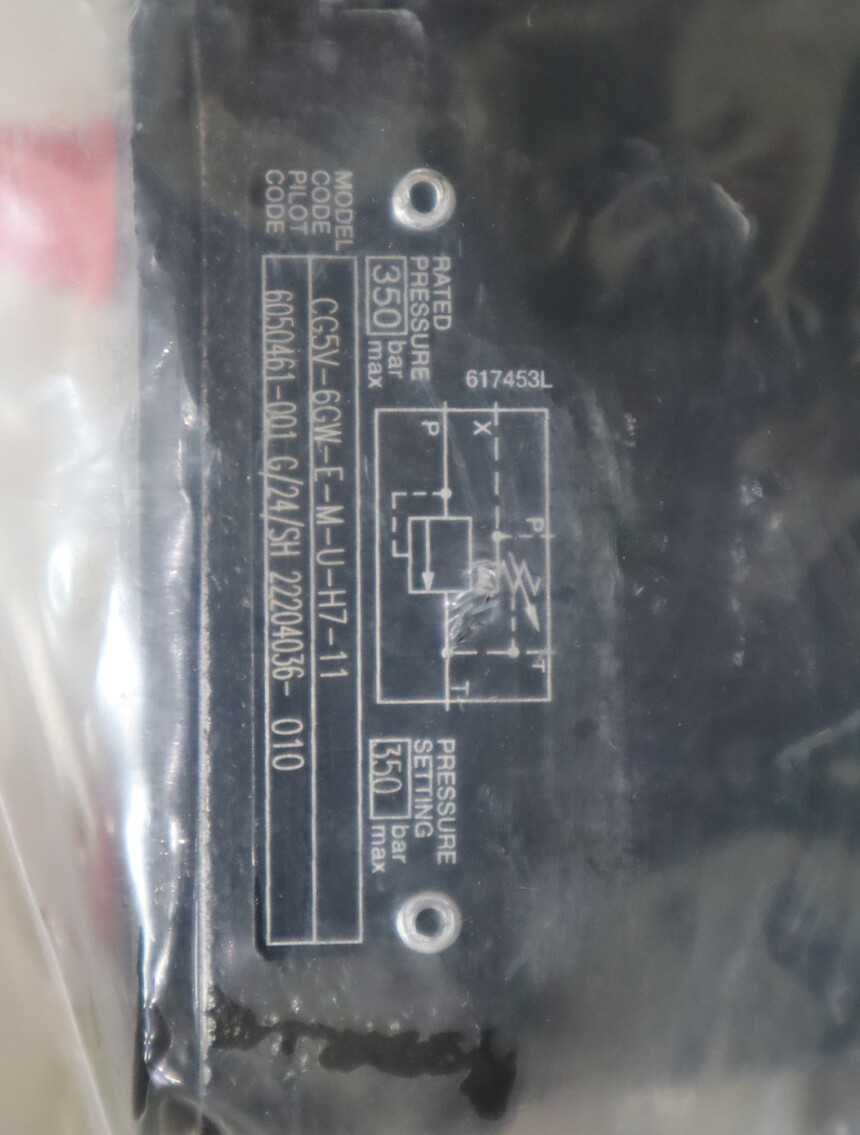 617453L
X
P
P
T
T
RATED
PRESSURE
350 bar
max
PRESSURE
SETTING
350 bar
max
MODEL
CODE
CG5V-6GW-E-M-U-H7-11
PILOT
CODE
6050461-001 G/24/SH 22204036- 010